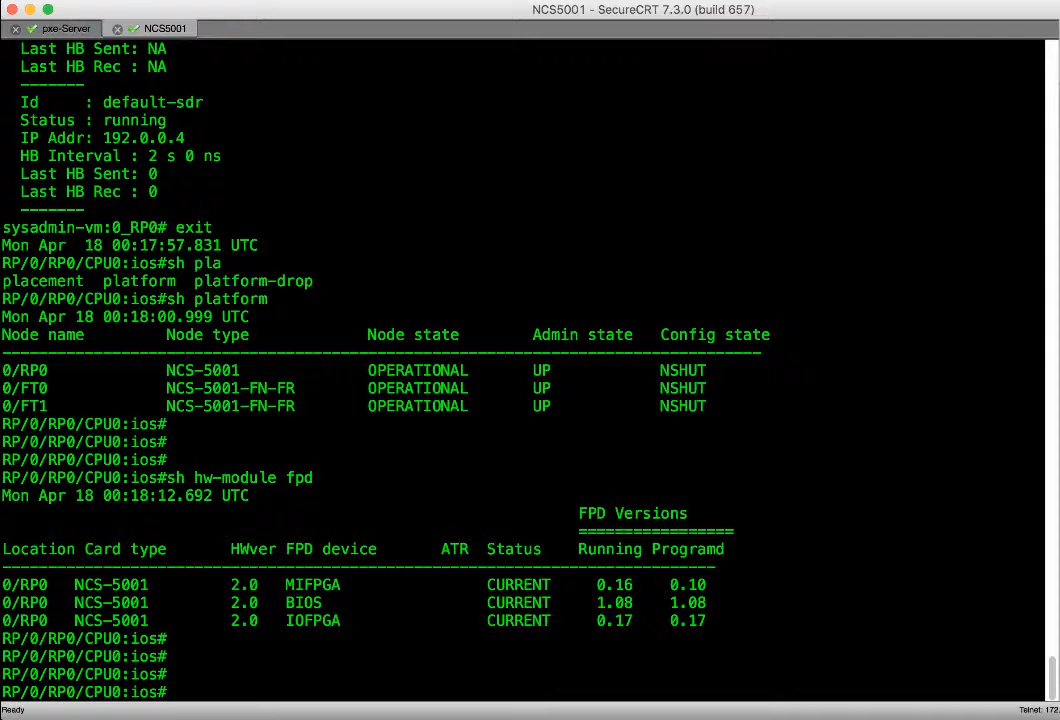 NCS5001 - SecureCRT 7.3.0 (build 657)
pxe-Server NCS5001
Last HB Sent: NA
Last HB Rec : NA
-------
Id     : default-sdr
Status : running
IP Addr: 192.0.0.4
HB Interval : 2 s 0 ns
Last HB Sent: 0
Last HB Rec : 0
-------
sysadmin-vm:0_RP0# exit
Mon Apr  18 00:17:57.831 UTC
RP/0/RP0/CPU0:ios#sh pla
placement  platform  platform-drop
RP/0/RP0/CPU0:ios#sh platform
Mon Apr 18 00:18:00.999 UTC
Node name         Node type             Node state        Admin state   Config state
-----------------------------------------------------------------------------------
0/RP0             NCS-5001              OPERATIONAL       UP            NSHUT
0/FT0             NCS-5001-FN-FR        OPERATIONAL       UP            NSHUT
0/FT1             NCS-5001-FN-FR        OPERATIONAL       UP            NSHUT
RP/0/RP0/CPU0:ios#
RP/0/RP0/CPU0:ios#
RP/0/RP0/CPU0:ios#
RP/0/RP0/CPU0:ios#sh hw-module fpd
Mon Apr 18 00:18:12.692 UTC
FPD Versions
=================
Location Card type       HWver FPD device       ATR  Status    Running Programd
------------------------------------------------------------------------------
0/RP0   NCS-5001         2.0   MIFPGA                CURRENT     0.16    0.10
0/RP0   NCS-5001         2.0   BIOS                  CURRENT     1.08    1.08
0/RP0   NCS-5001         2.0   IOFPGA                CURRENT     0.17    0.17
RP/0/RP0/CPU0:ios#
RP/0/RP0/CPU0:ios#
RP/0/RP0/CPU0:ios#
RP/0/RP0/CPU0:ios#
Ready Telnet: 172